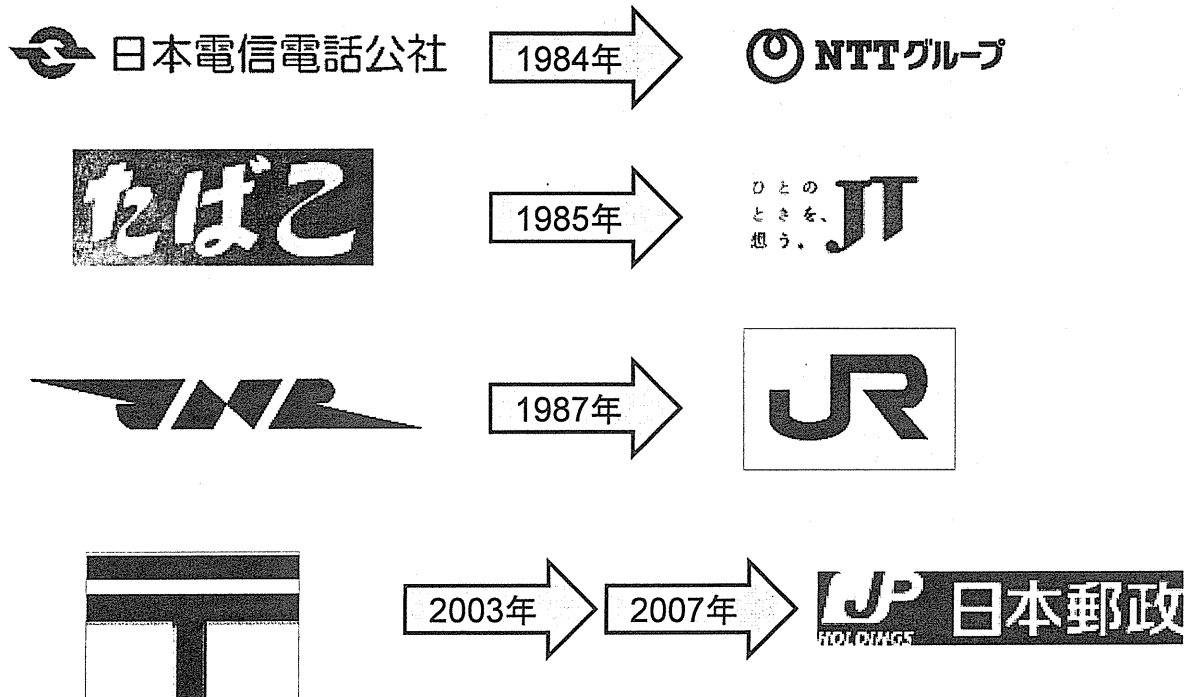 日本電信電話公社 1984年 NTTグループ
たばこ 1985年 ひとの
ときを、
想う。 JT
JNR 1987年 JR
〒 2003年 2007年 JP HOLDINGS 日本郵政